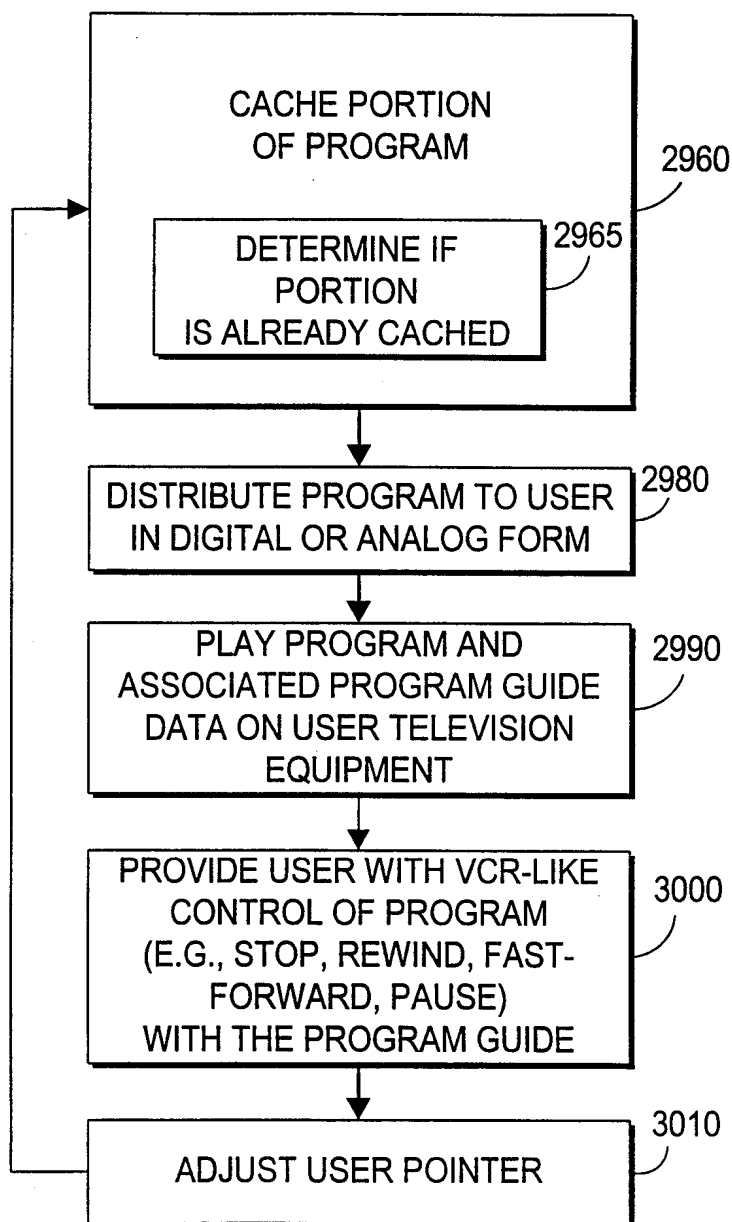 CACHE PORTION
OF PROGRAM
2960
DETERMINE IF
PORTION
IS ALREADY CACHED
2965
DISTRIBUTE PROGRAM TO USER
IN DIGITAL OR ANALOG FORM
2980
PLAY PROGRAM AND
ASSOCIATED PROGRAM GUIDE
DATA ON USER TELEVISION
EQUIPMENT
2990
PROVIDE USER WITH VCR-LIKE
CONTROL OF PROGRAM
(E.G., STOP, REWIND, FAST-
FORWARD, PAUSE)
WITH THE PROGRAM GUIDE
3000
ADJUST USER POINTER
3010